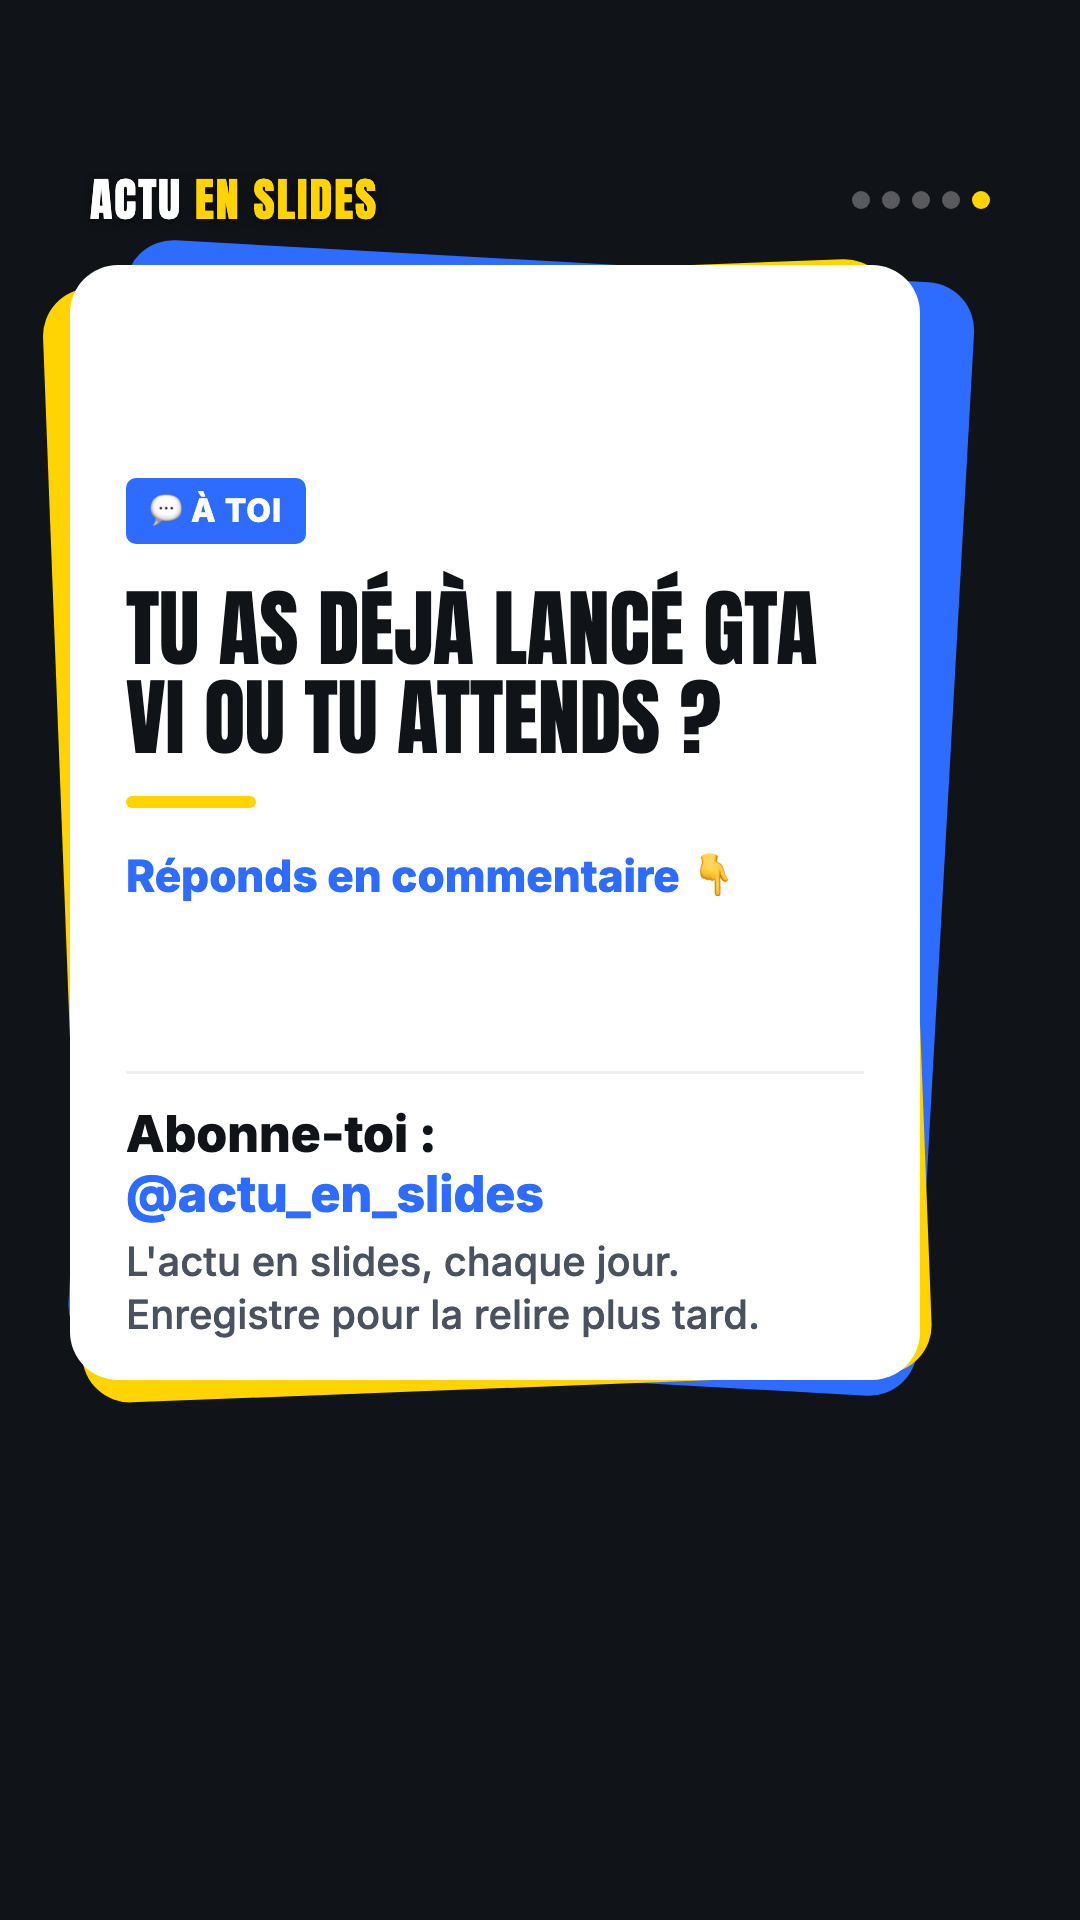 ACTU EN SLIDES
💬 À TOI
TU AS DÉJÀ LANCÉ GTA
VI OU TU ATTENDS ?
Réponds en commentaire 👇
Abonne-toi :
@actu_en_slides
L'actu en slides, chaque jour.
Enregistre pour la relire plus tard.